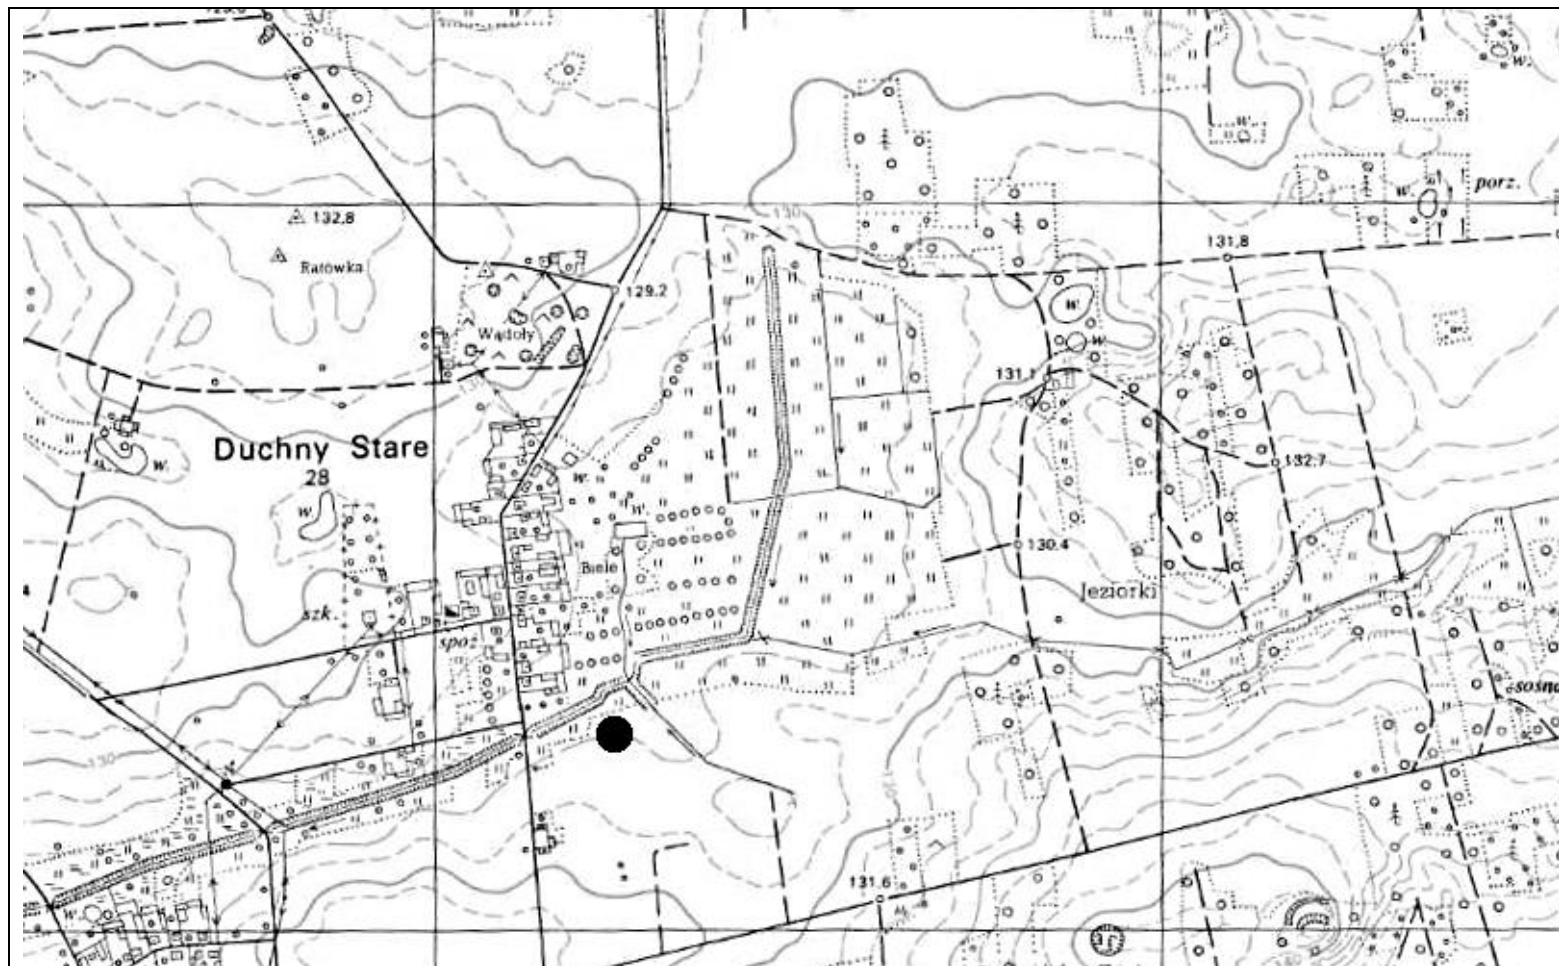 w.
porz.
w.
w.
130
131,8
132,8
Ratówka
129,2
w.
w.
Wądoły
131,1
Duchny Stare
28
w.
w.
w.
w.
132,7
130,4
Biele
Jeziorki
szk.
spoż
130
131,6
w.